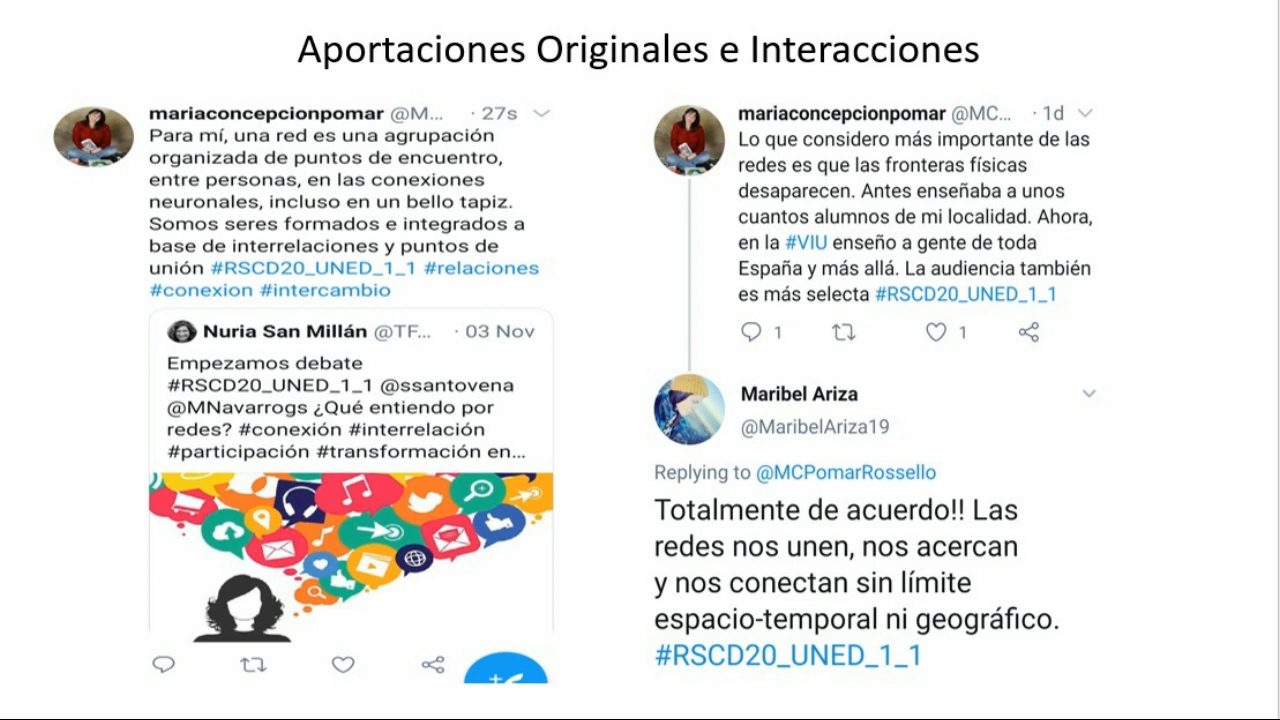 Aportaciones Originales e Interacciones
mariaconcepcionpomar @M... · 27s
Para mí, una red es una agrupación
organizada de puntos de encuentro,
entre personas, en las conexiones
neuronales, incluso en un bello tapiz.
Somos seres formados e integrados a
base de interrelaciones y puntos de
unión #RSCD20_UNED_1_1 #relaciones
#conexion #intercambio
Nuria San Millán @TF... · 03 Nov
Empezamos debate
#RSCD20_UNED_1_1 @ssantovena
@MNavarrogs ¿Qué entiendo por
redes? #conexión #interrelación
#participación #transformación en...
mariaconcepcionpomar @MC... · 1d
Lo que considero más importante de las
redes es que las fronteras físicas
desaparecen. Antes enseñaba a unos
cuantos alumnos de mi localidad. Ahora,
en la #VIU enseño a gente de toda
España y más allá. La audiencia también
es más selecta #RSCD20_UNED_1_1
1 1
Maribel Ariza
@MaribelAriza19
Replying to @MCPomarRossello
Totalmente de acuerdo!! Las
redes nos unen, nos acercan
y nos conectan sin límite
espacio-temporal ni geográfico.
#RSCD20_UNED_1_1